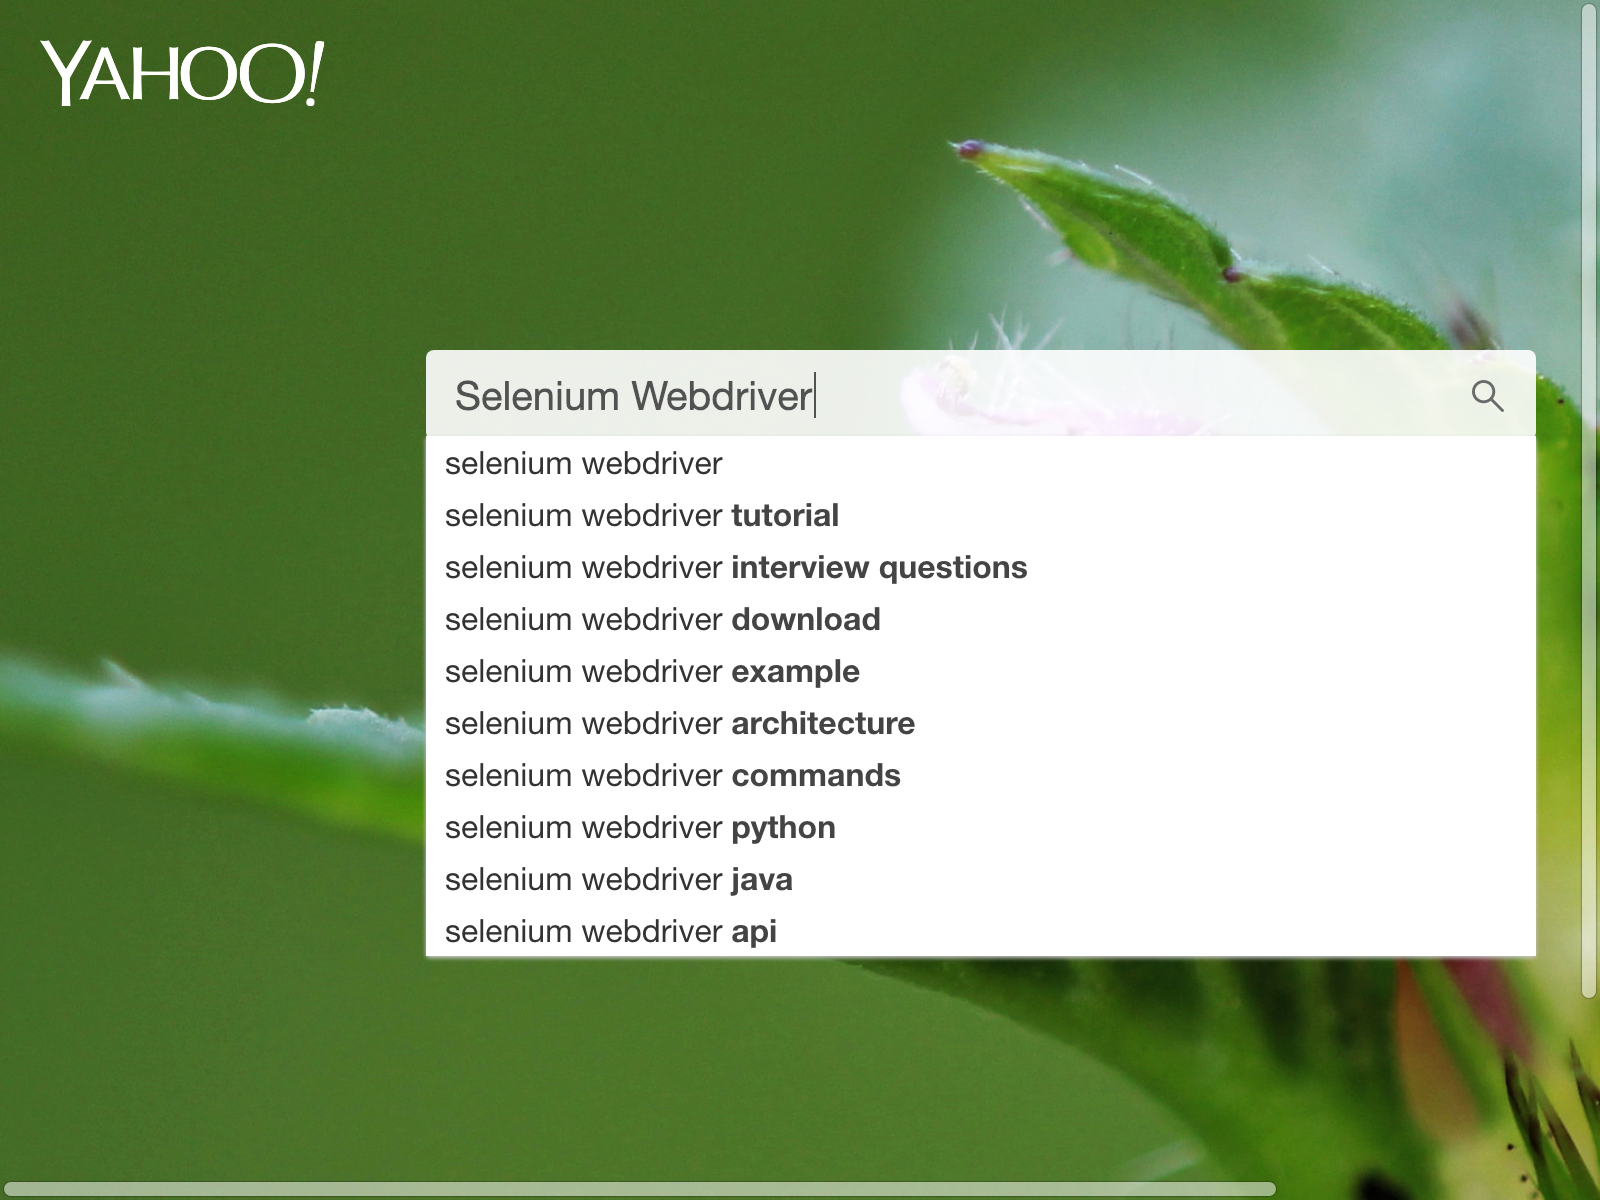 YAHOO!
Selenium Webdriver
selenium webdriver
selenium webdriver tutorial
selenium webdriver interview questions
selenium webdriver download
selenium webdriver example
selenium webdriver architecture
selenium webdriver commands
selenium webdriver python
selenium webdriver java
selenium webdriver api